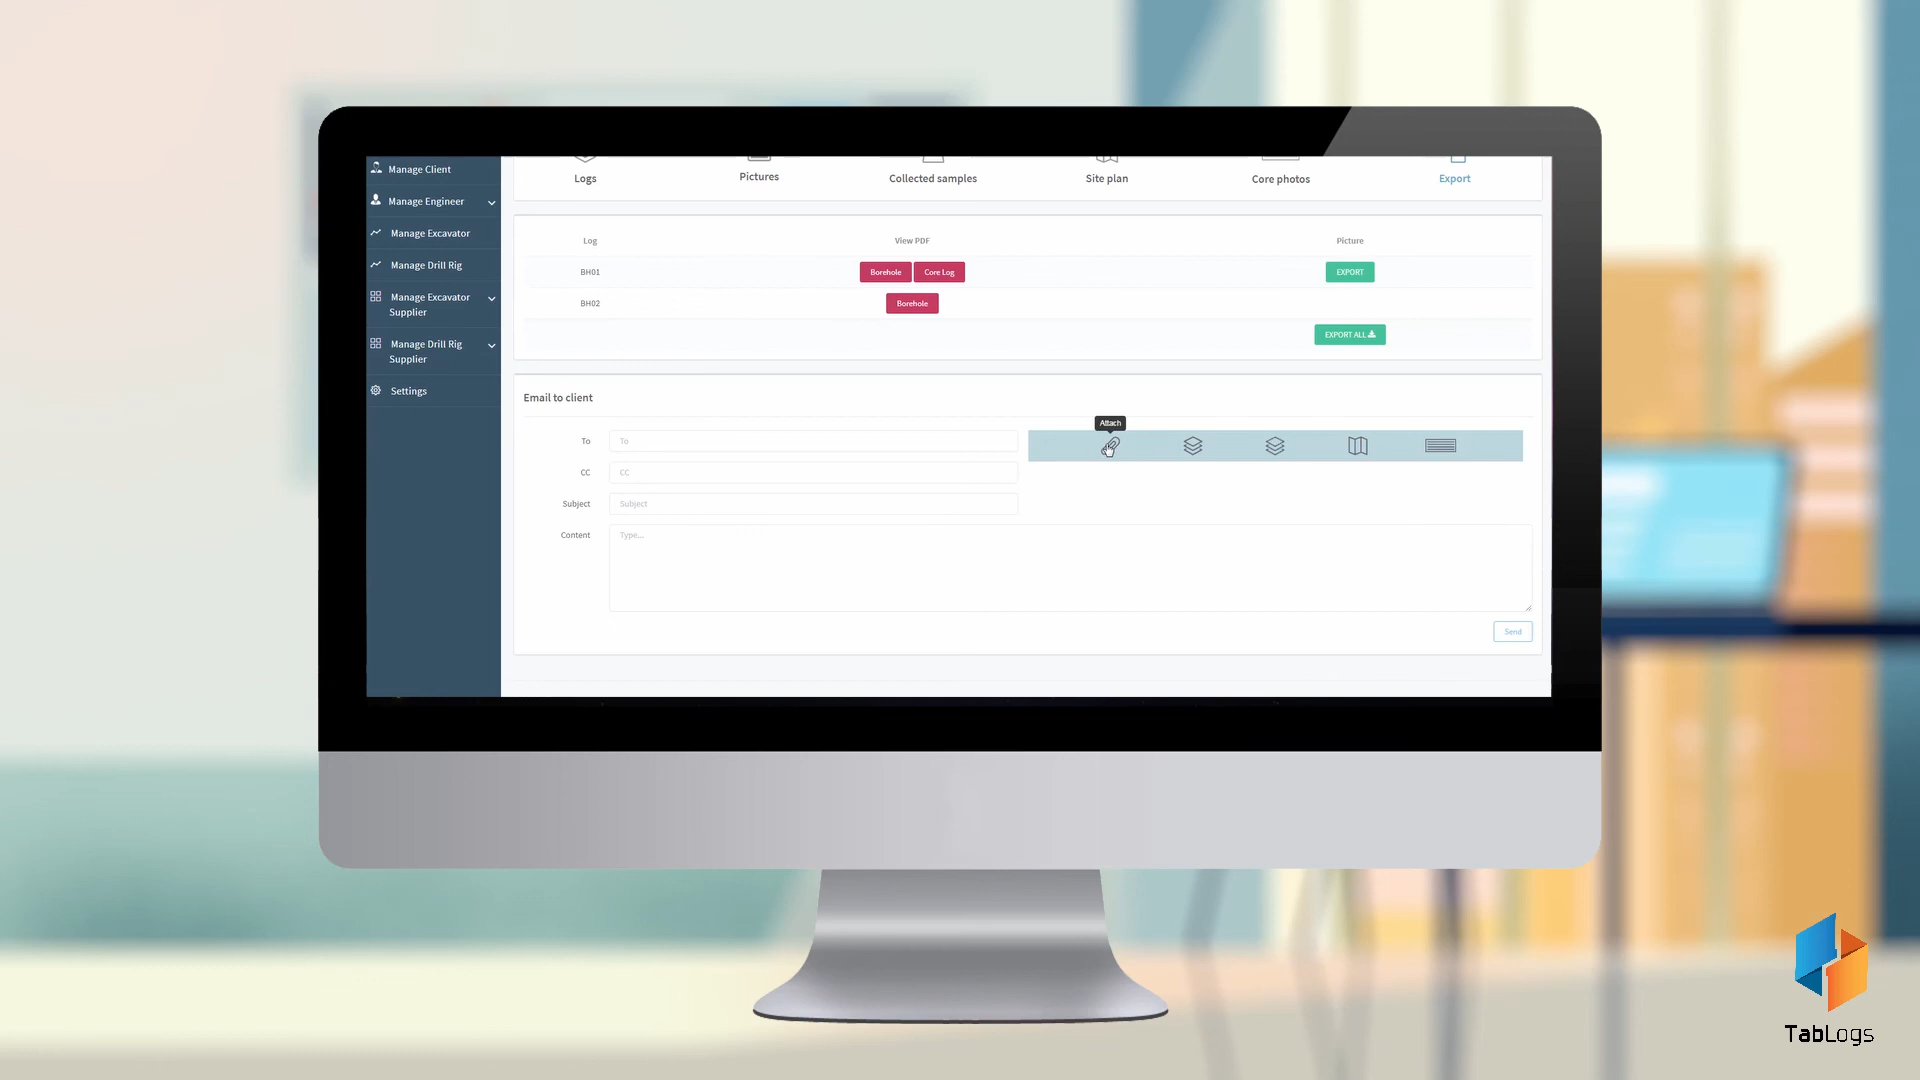 Manage Client
Manage Engineer
Manage Excavator
Manage Drill Rig
Manage Excavator
Supplier
Manage Drill Rig
Supplier
Settings
Logs
Pictures
Collected samples
Site plan
Core photos
Export
Log
View PDF
Picture
BH01
Borehole
Core Log
EXPORT
BH02
Borehole
EXPORT ALL
Email to client
Attach
To
To
CC
CC
Subject
Subject
Content
Type...
Send
TabLogs